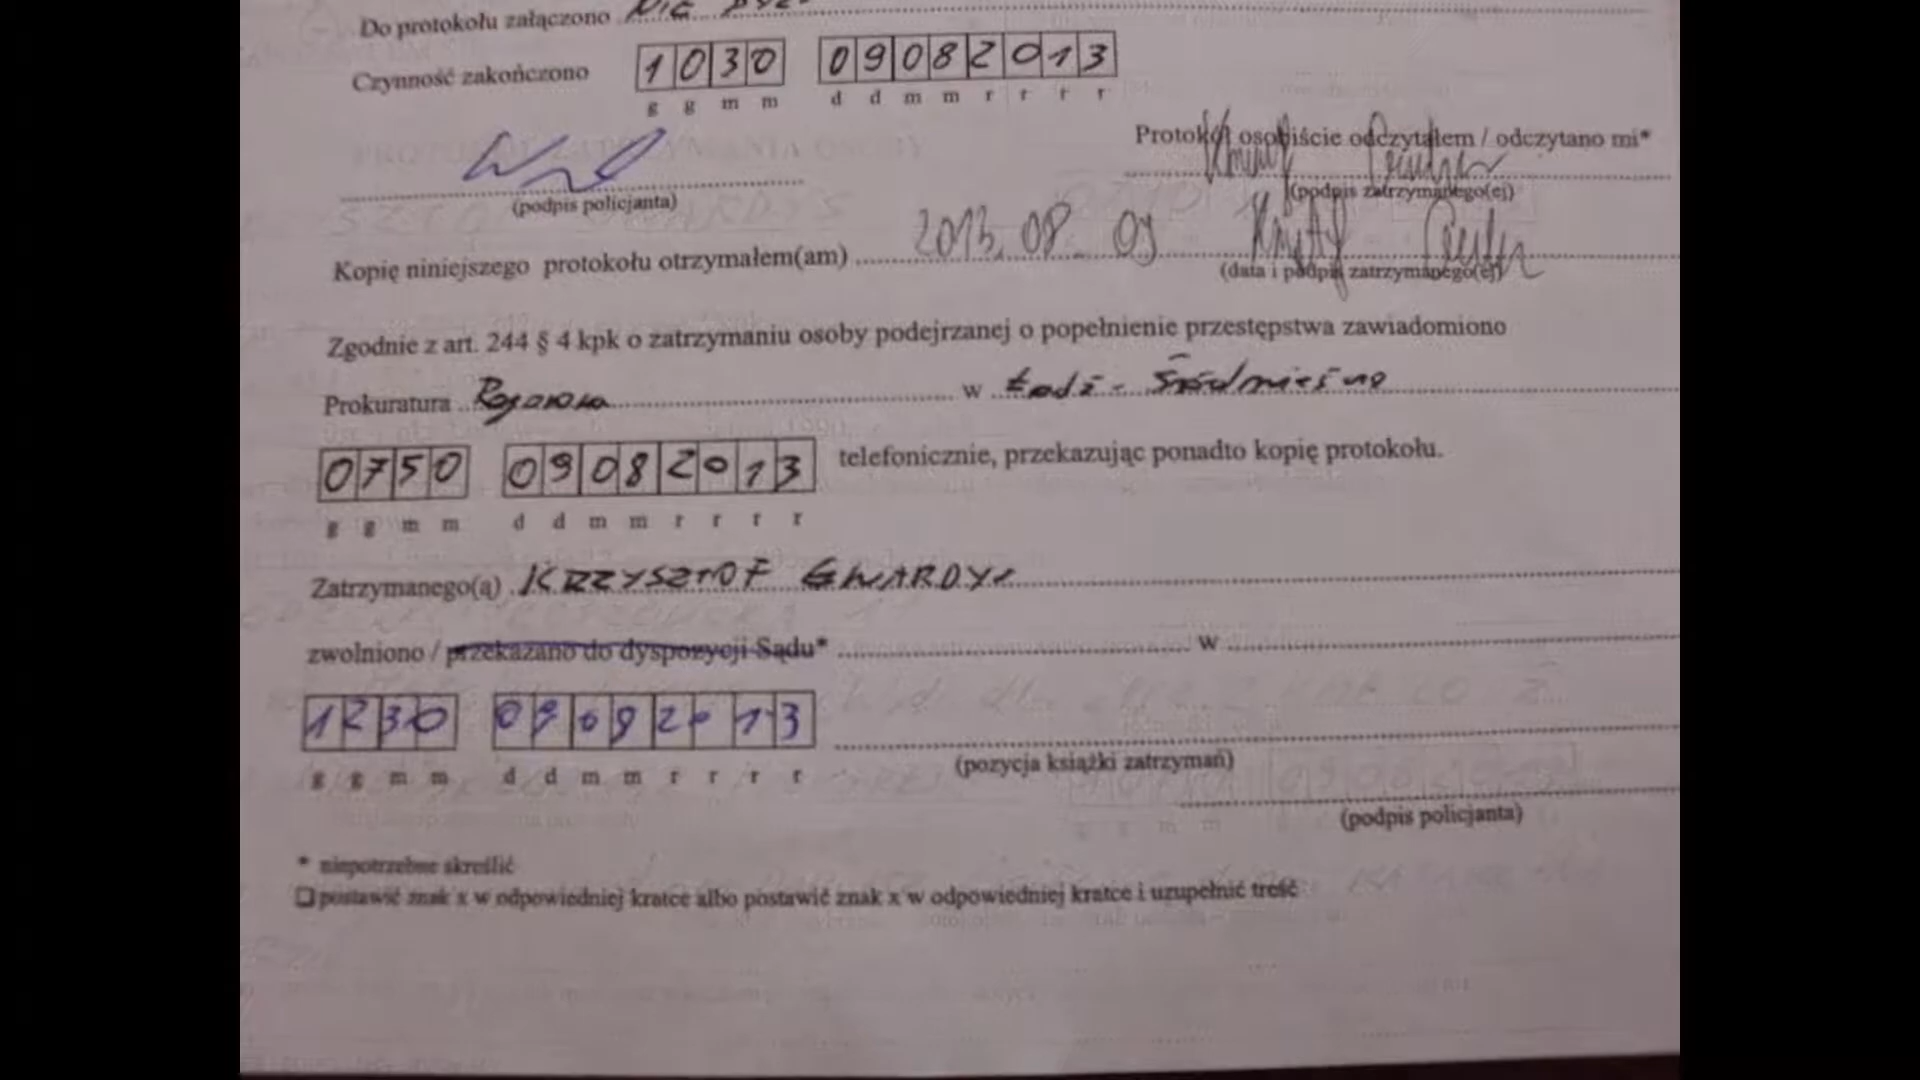 Do protokołu załączono Nie
Czynność zakończono 1030 09082013
g g m m d d m m r r r r
Protokół osobiście odczytałem / odczytano mi*
(podpis policjanta) (podpis zatrzymanego(ej)
Kopię niniejszego protokołu otrzymałem(am) 2013.08.09
(data i podpis zatrzymanego(ej)
Zgodnie z art. 244 § 4 kpk o zatrzymaniu osoby podejrzanej o popełnienie przestępstwa zawiadomiono
Prokuratura Rejonowa w Łodzi - Śródmieście
0750 09082013 telefonicznie, przekazując ponadto kopię protokołu.
g g m m d d m m r r r r
Zatrzymanego(ą) KRZYSZTOF GWARDYS
zwolniono / przekazano do dyspozycji Sądu* w
1230 09082013
g g m m d d m m r r r r
(pozycja książki zatrzymań)
(podpis policjanta)
* niepotrzebne skreślić
❑ postawić znak x w odpowiedniej kratce albo postawić znak x w odpowiedniej kratce i uzupełnić treść